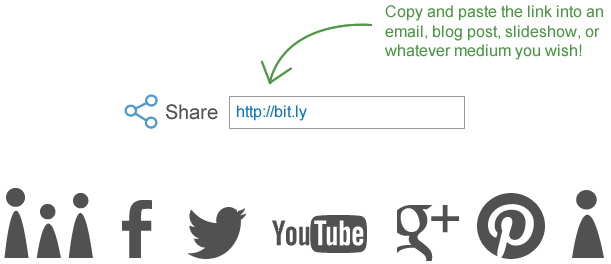 Copy and paste the link into an
email, blog post, slideshow, or
whatever medium you wish!
Share
http://bit.ly
f
YouTube
g+